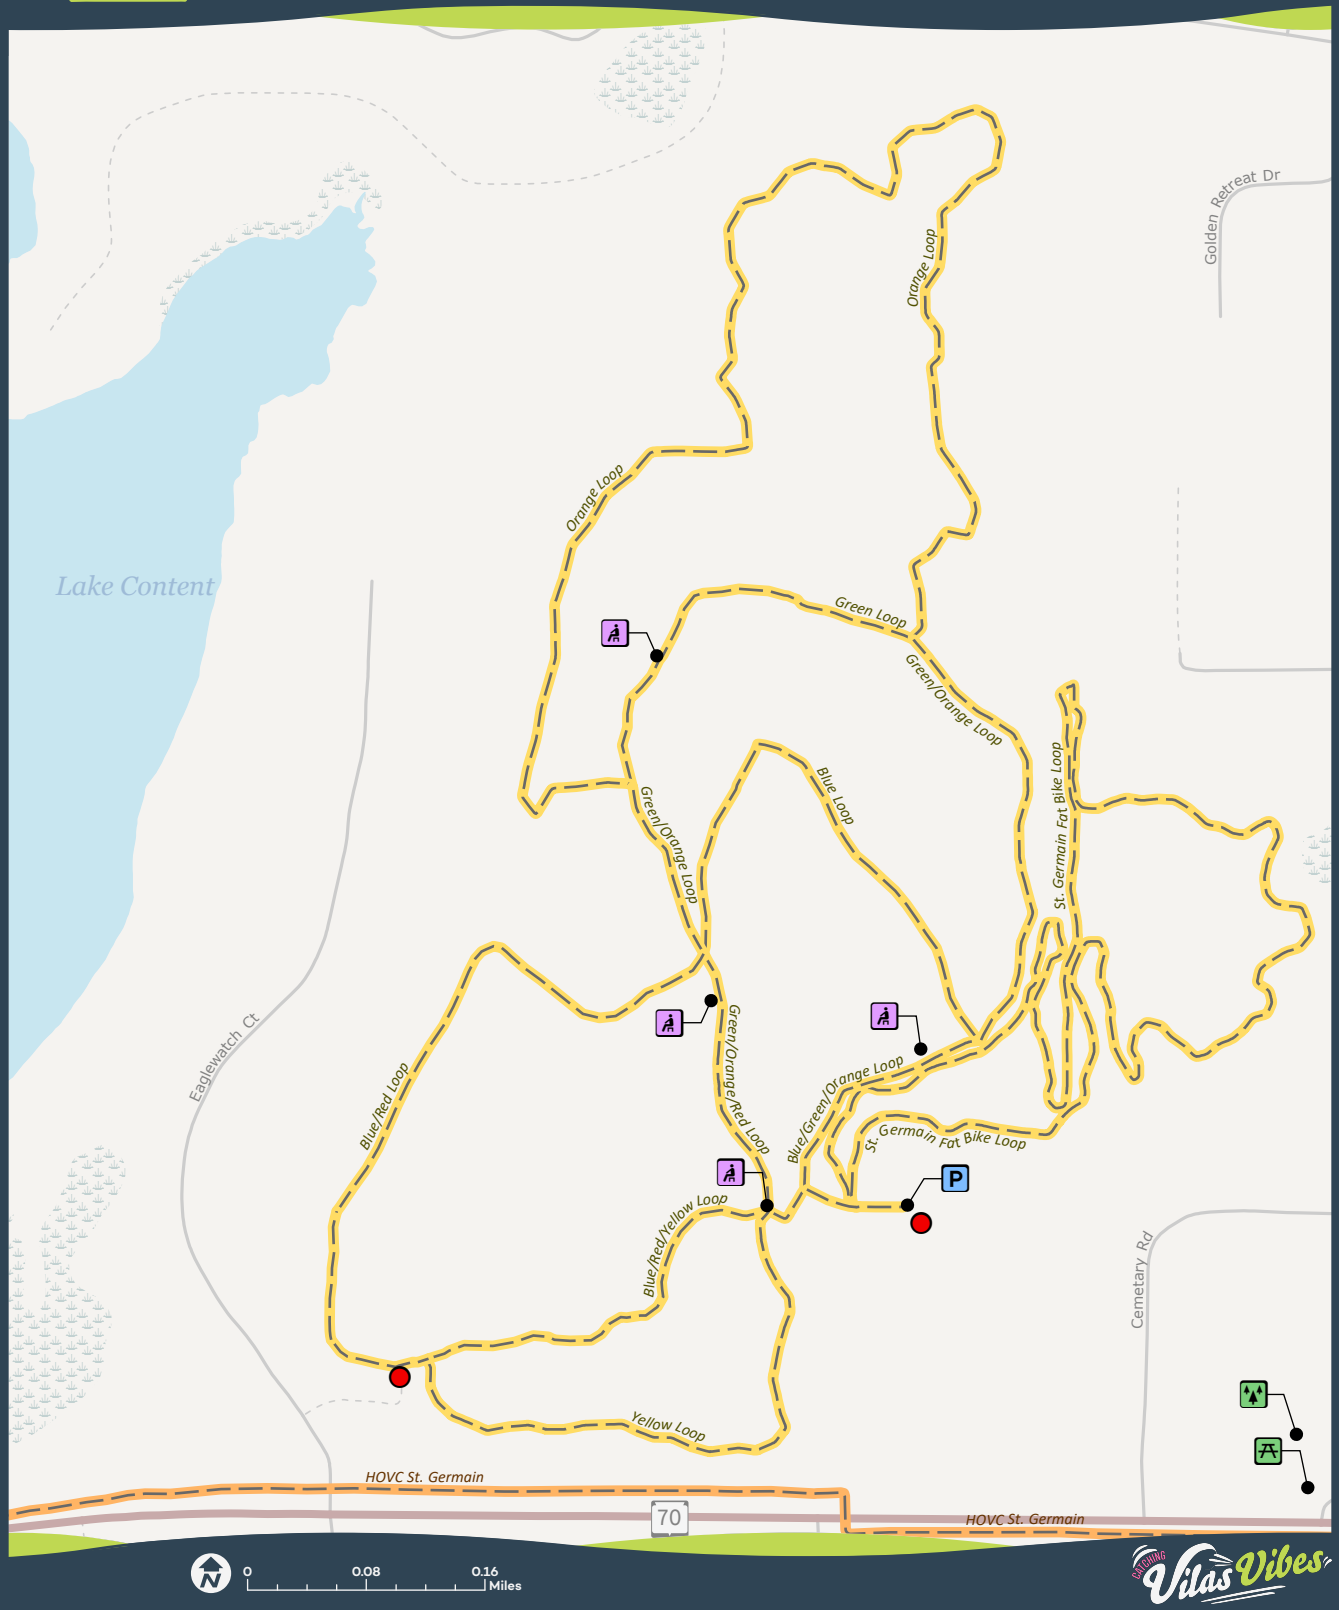 Golden Retreat Dr
Orange Loop
Orange Loop
Lake Content
Green Loop
Green/Orange Loop
St. Germain Fat Bike Loop
Blue Loop
Green/Orange Loop
Eaglewatch Ct
Green/Orange/Red Loop
Blue/Red Loop
Blue/Green/Orange Loop
St. Germain Fat Bike Loop
P
Blue/Red/Yellow Loop
Cemetary Rd
Yellow Loop
HOVC St. Germain
70
HOVC St. Germain
N
0 0.08 0.16
Miles
CATCHING
Vilas Vibes